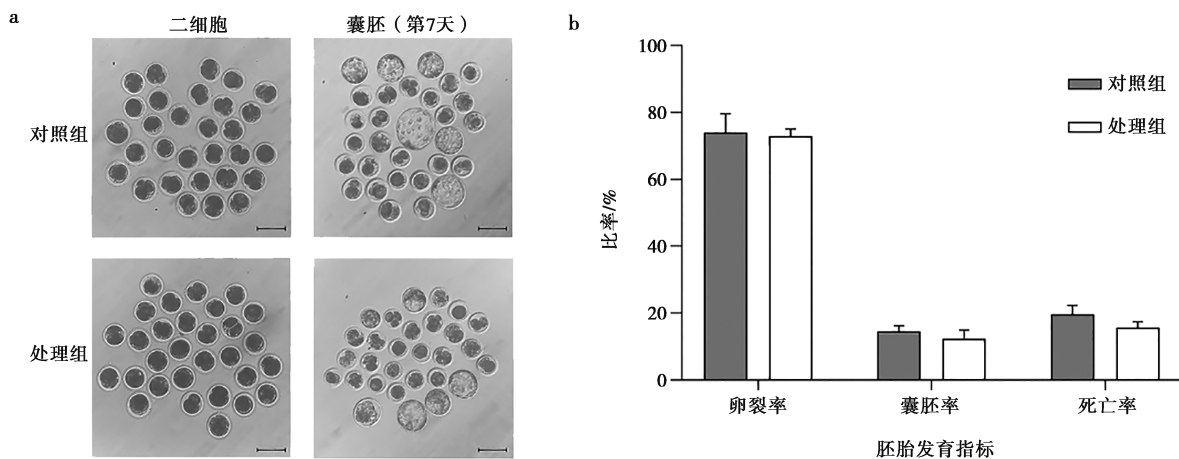 a
二细胞
囊胚（第7天）
对照组
处理组
b
100
80
60
40
20
0
比率/%
对照组
处理组
卵裂率
囊胚率
死亡率
胚胎发育指标